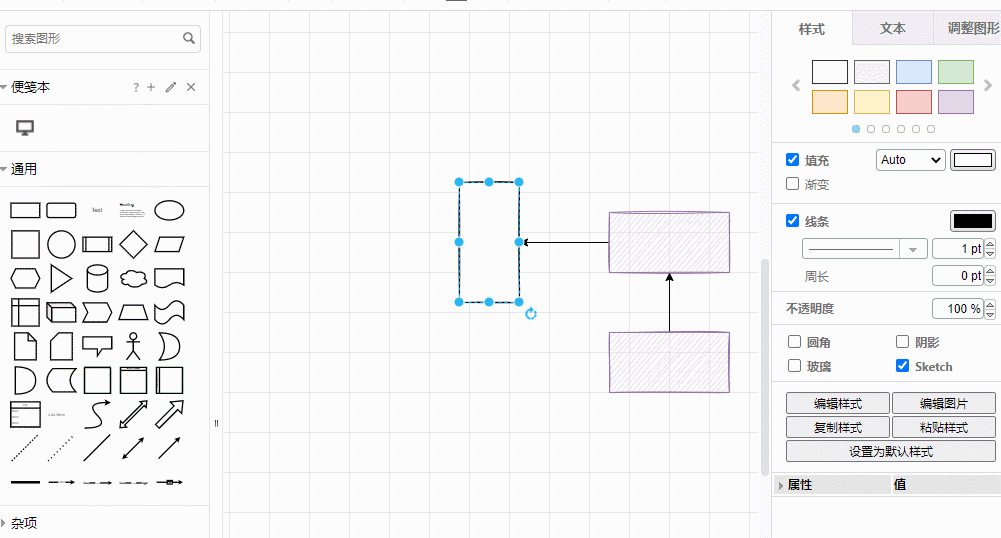 搜索图形
便笺本
?
通用
Text
Heading
List Item
杂项
样式
文本
调整图形
填充
Auto
渐变
线条
1 pt
周长
0 pt
不透明度
100 %
圆角
阴影
玻璃
Sketch
编辑样式
编辑图片
复制样式
粘贴样式
设置为默认样式
属性
值